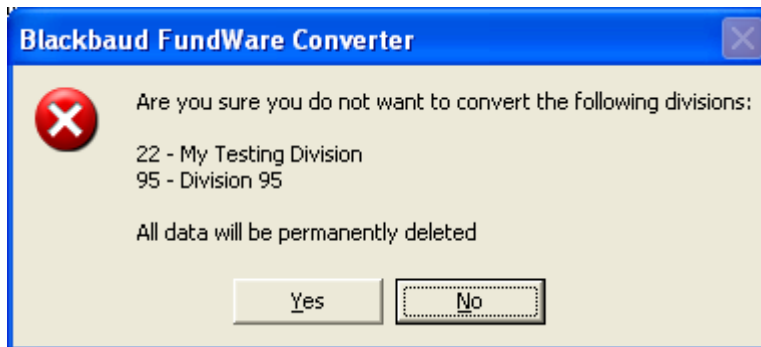 Blackbaud FundWare Converter
Are you sure you do not want to convert the following divisions:
22 - My Testing Division
95 - Division 95
All data will be permanently deleted
Yes
No